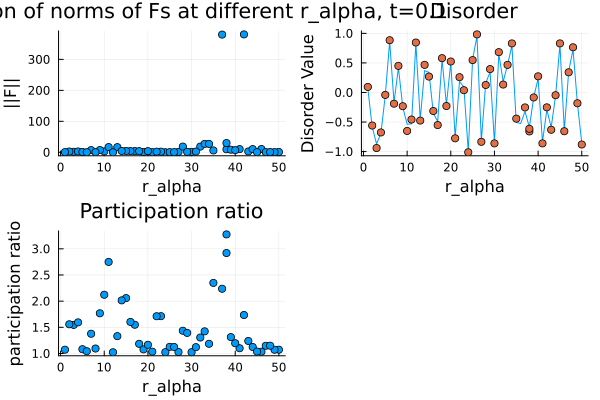 on of norms of Fs at different r_alpha, t=0.1
Disorder
||F||
300
200
100
0
0 10 20 30 40 50
r_alpha
Disorder Value
1.0
0.5
0.0
−0.5
−1.0
0 10 20 30 40 50
r_alpha
Participation ratio
participation ratio
3.0
2.5
2.0
1.5
1.0
0 10 20 30 40 50
r_alpha